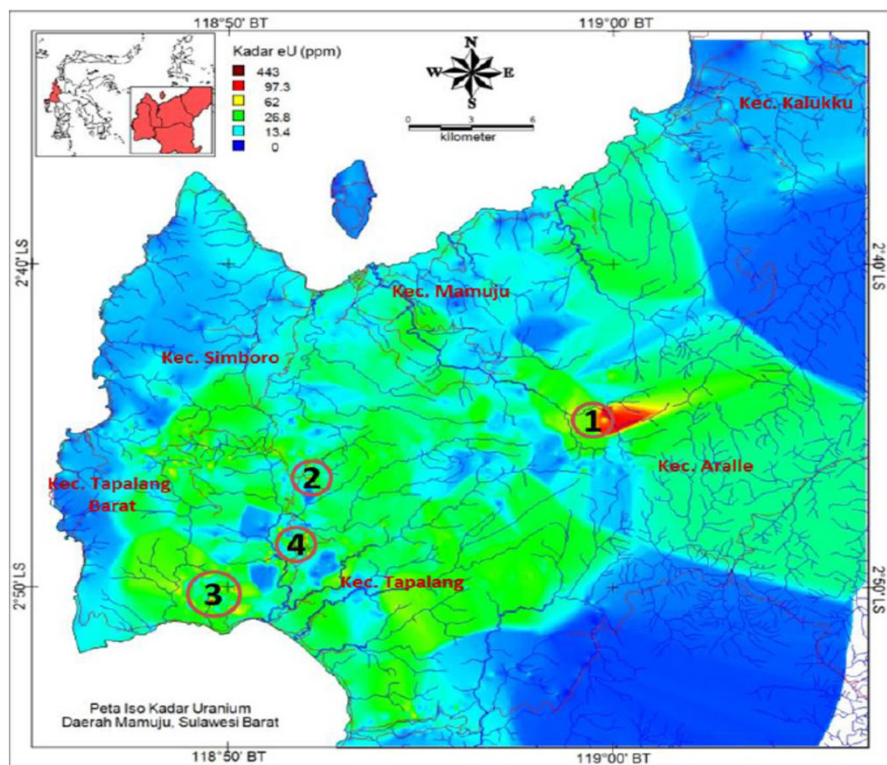 118°50' BT
119°00' BT
Kadar eU (ppm)
443
97.3
62
26.8
13.4
0
N
W E
S
0 3 6
kilometer
Kec. Kalukku
2°40' LS
2°40' LS
Kec. Mamuju
Kec. Simboro
1
Kec. Aralle
2
Kec. Tapalang
Barat
4
Kec. Tapalang
2°50' LS
2°50' LS
3
Peta Iso Kadar Uranium
Daerah Mamuju, Sulawesi Barat
118°50' BT
119°00' BT